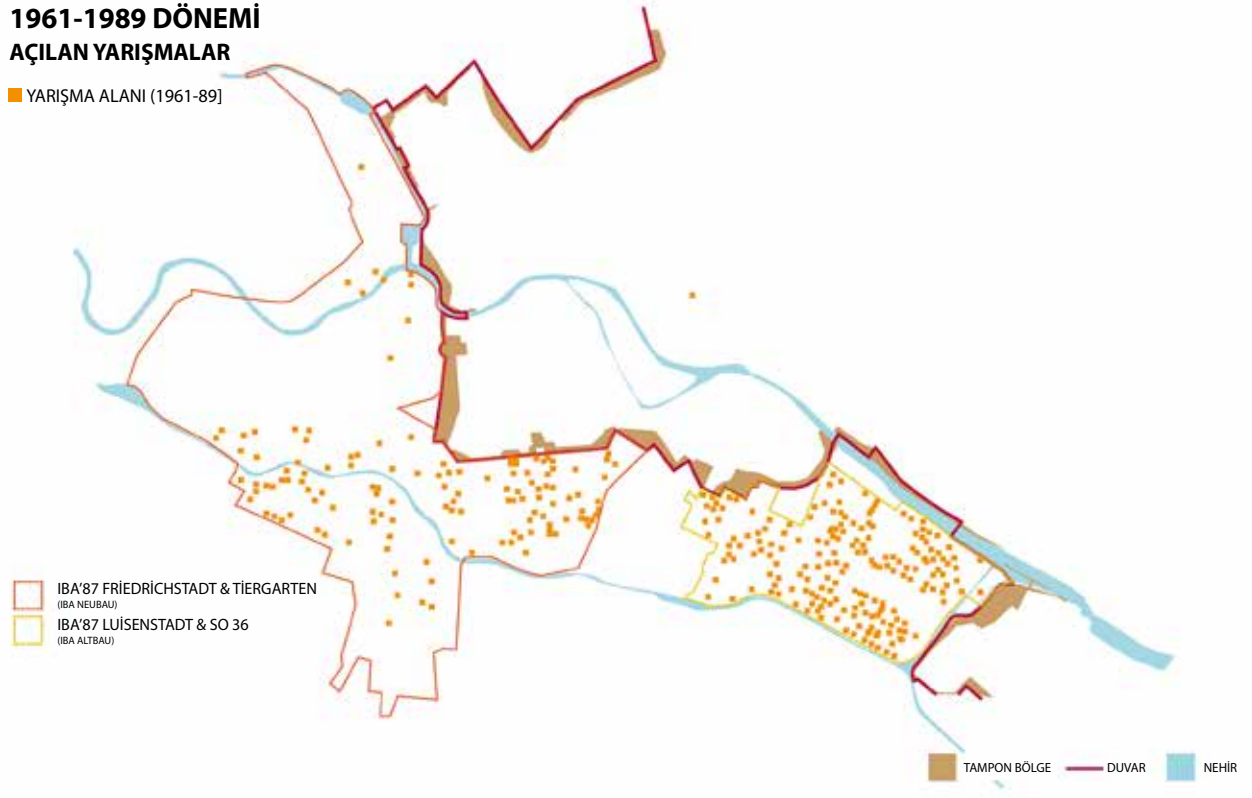 1961-1989 DÖNEMİ
AÇILAN YARIŞMALAR
YARIŞMA ALANI (1961-89]
IBA'87 FRİEDRİCHSTADT & TİERGARTEN
(IBA NEUBAU)
IBA'87 LUİSENSTADT & SO 36
(IBA ALTBAU)
TAMPON BÖLGE
DUVAR
NEHİR